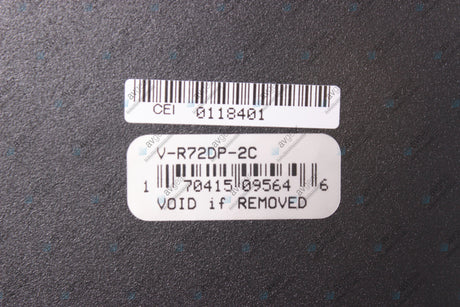 CEI 0118401
V-R72DP-2C
1 70415 09564 6
VOID if REMOVED